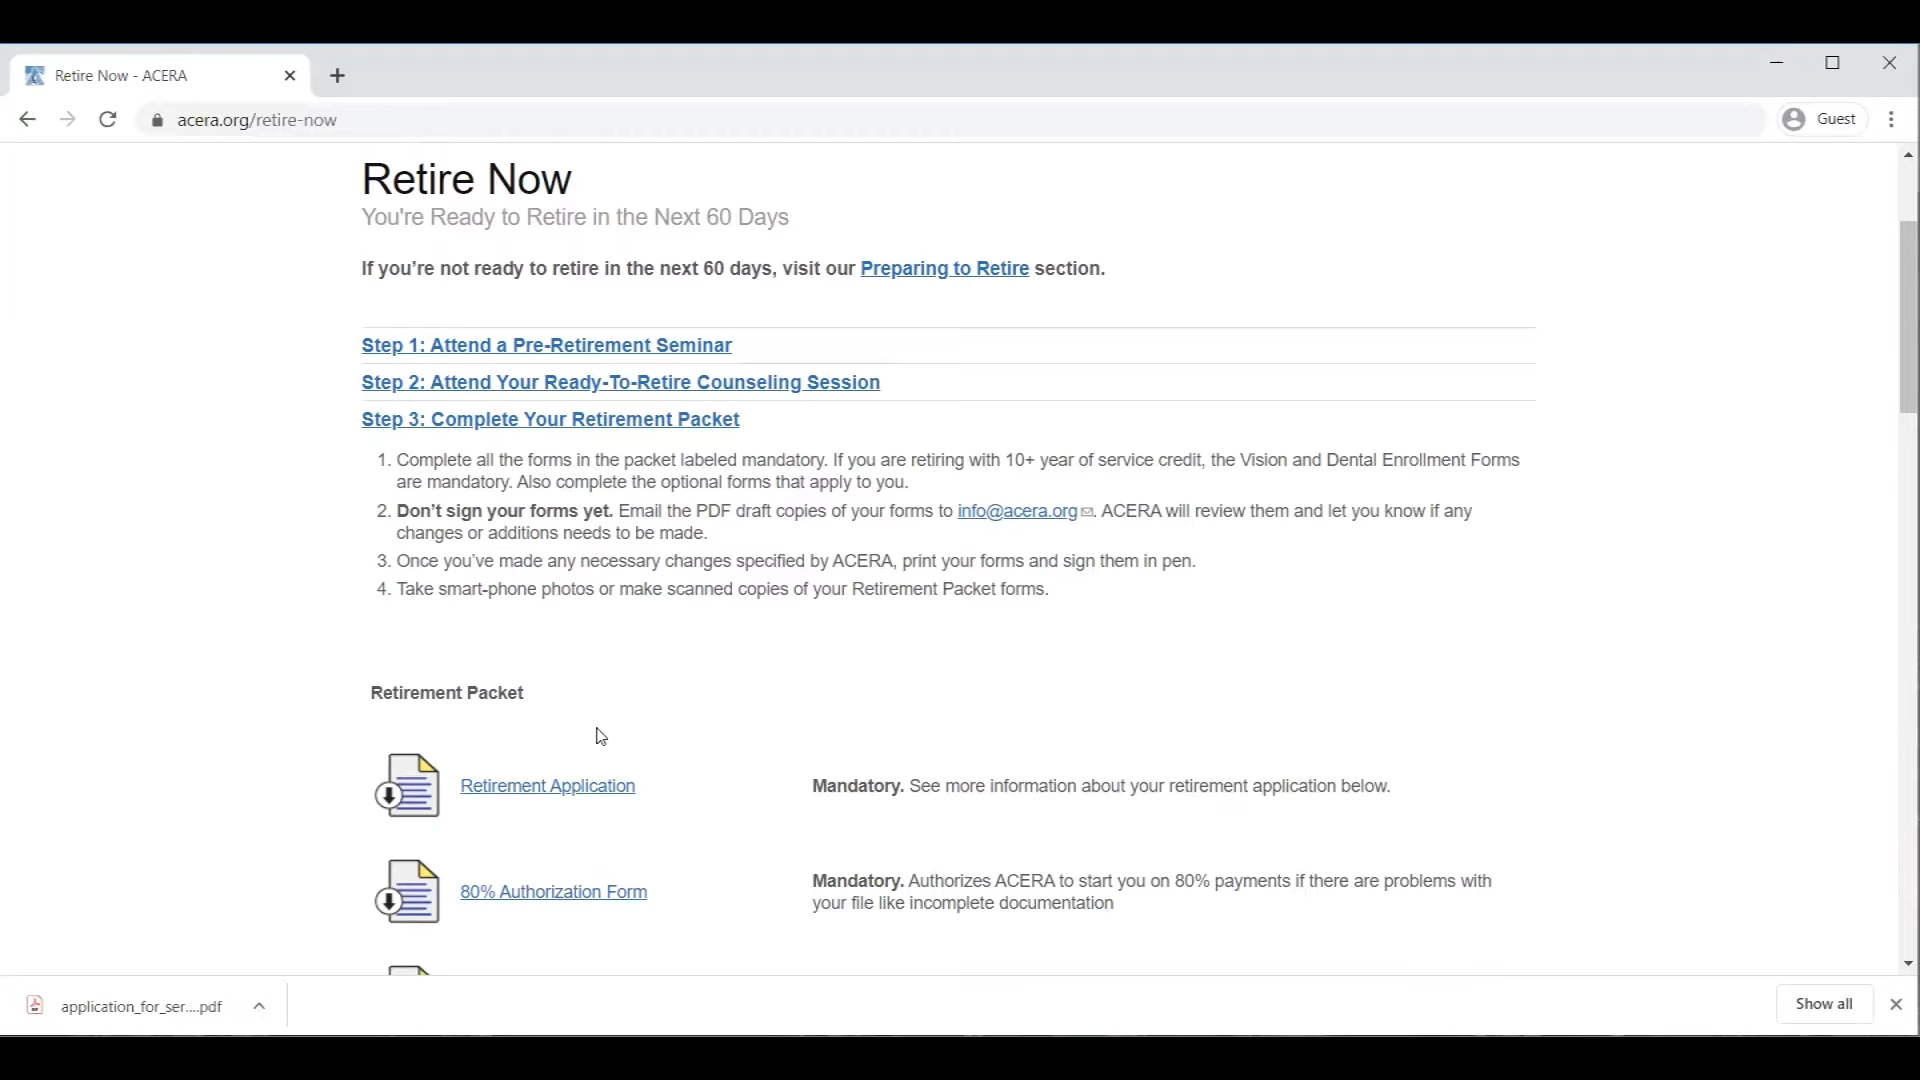 Retire Now - ACERA
acera.org/retire-now
Guest
Retire Now
You're Ready to Retire in the Next 60 Days
If you’re not ready to retire in the next 60 days, visit our Preparing to Retire section.
Step 1: Attend a Pre-Retirement Seminar
Step 2: Attend Your Ready-To-Retire Counseling Session
Step 3: Complete Your Retirement Packet
1. Complete all the forms in the packet labeled mandatory. If you are retiring with 10+ year of service credit, the Vision and Dental Enrollment Forms
are mandatory. Also complete the optional forms that apply to you.
2. Don’t sign your forms yet. Email the PDF draft copies of your forms to info@acera.org. ACERA will review them and let you know if any
changes or additions needs to be made.
3. Once you’ve made any necessary changes specified by ACERA, print your forms and sign them in pen.
4. Take smart-phone photos or make scanned copies of your Retirement Packet forms.
Retirement Packet
Retirement Application
Mandatory. See more information about your retirement application below.
80% Authorization Form
Mandatory. Authorizes ACERA to start you on 80% payments if there are problems with
your file like incomplete documentation
application_for_ser....pdf
Show all